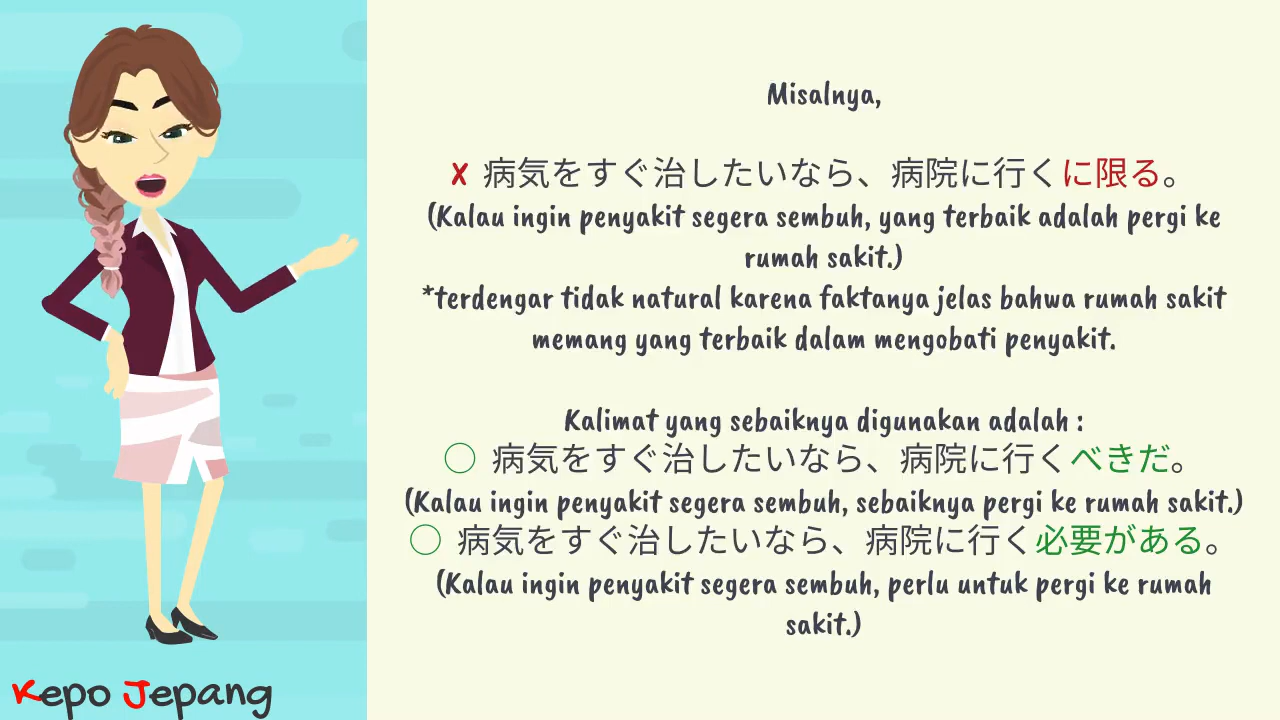 Misalnya,
✗ 病気をすぐ治したいなら、病院に行くに限る。
(Kalau ingin penyakit segera sembuh, yang terbaik adalah pergi ke
rumah sakit.)
*terdengar tidak natural karena faktanya jelas bahwa rumah sakit
memang yang terbaik dalam mengobati penyakit.
Kalimat yang sebaiknya digunakan adalah :
◯ 病気をすぐ治したいなら、病院に行くべきだ。
(Kalau ingin penyakit segera sembuh, sebaiknya pergi ke rumah sakit.)
◯ 病気をすぐ治したいなら、病院に行く必要がある。
(Kalau ingin penyakit segera sembuh, perlu untuk pergi ke rumah
sakit.)
Kepo Jepang